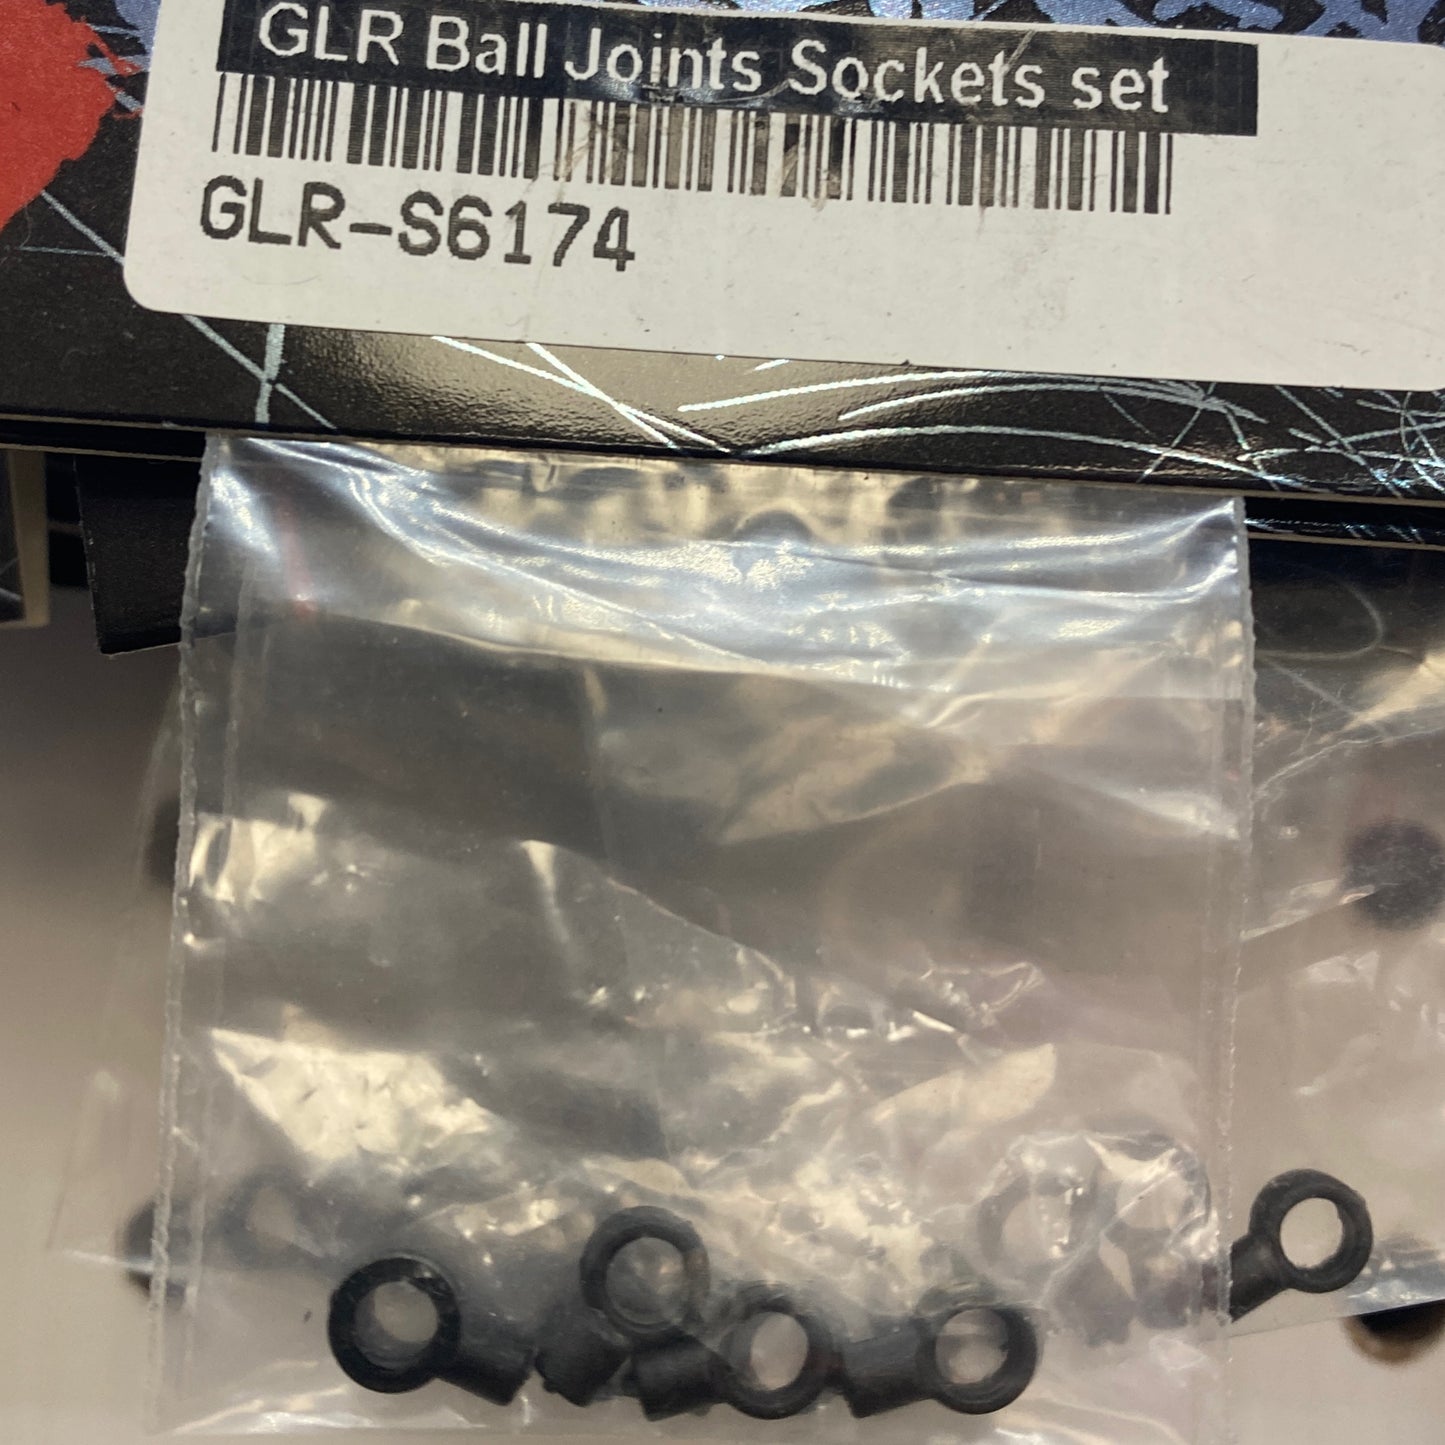 GLR Ball Joints Sockets set
GLR-S6174